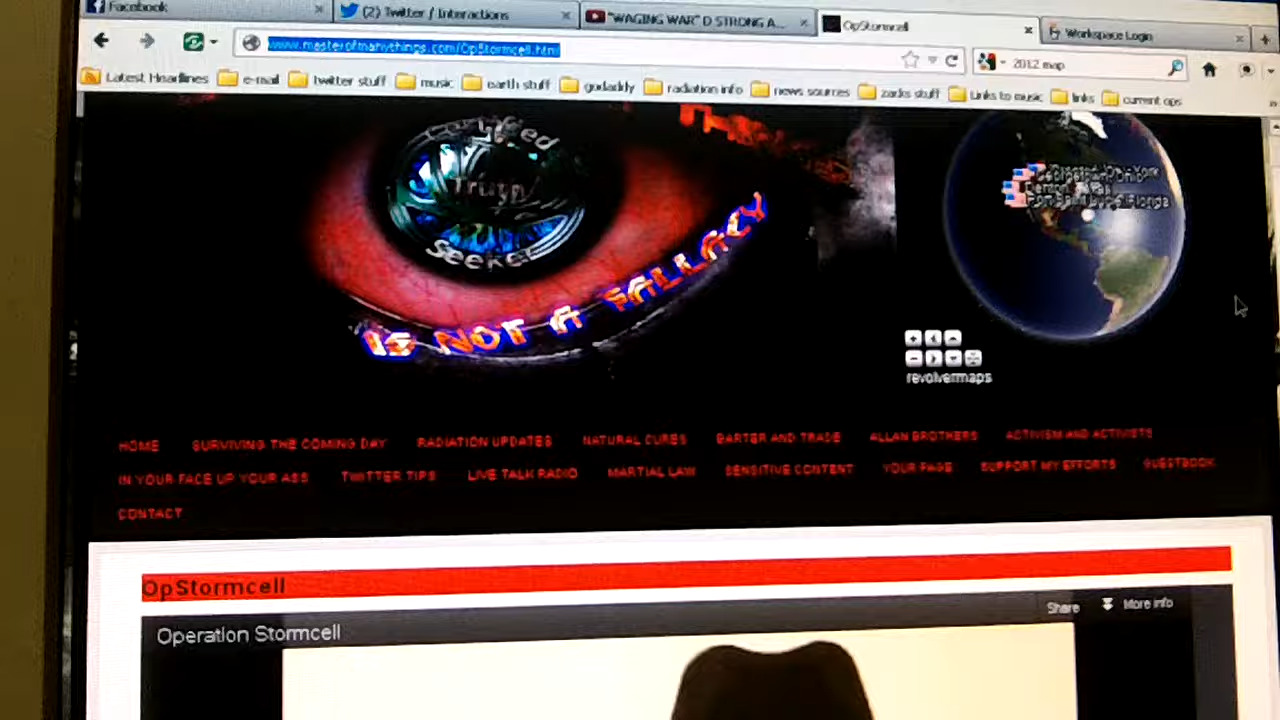 Facebook
(2) Twitter / Interactions
"WAGING WAR" D STRONG A...
OpStormcell
Workspace Login
www.masterofmanythings.com/OpStormcell.html
2012 map
Latest Headlines
e-mail
twitter stuff
music
earth stuff
godaddy
radiation info
news sources
zarks stuff
Links to music
links
current ops
Truth
Seeker
IS NOT A FALLACY
revolvermaps
HOME SURVIVING THE COMING DAY RADIATION UPDATES NATURAL CURES BARTER AND TRADE ALLAN BROTHERS ACTIVISM AND ACTIVISTS
IN YOUR FACE UP YOUR ASS TWITTER TIPS LIVE TALK RADIO MARTIAL LAW SENSITIVE CONTENT YOUR PAGE SUPPORT MY EFFORTS GUESTBOOK
CONTACT
OpStormcell
Operation Stormcell
Share
More info